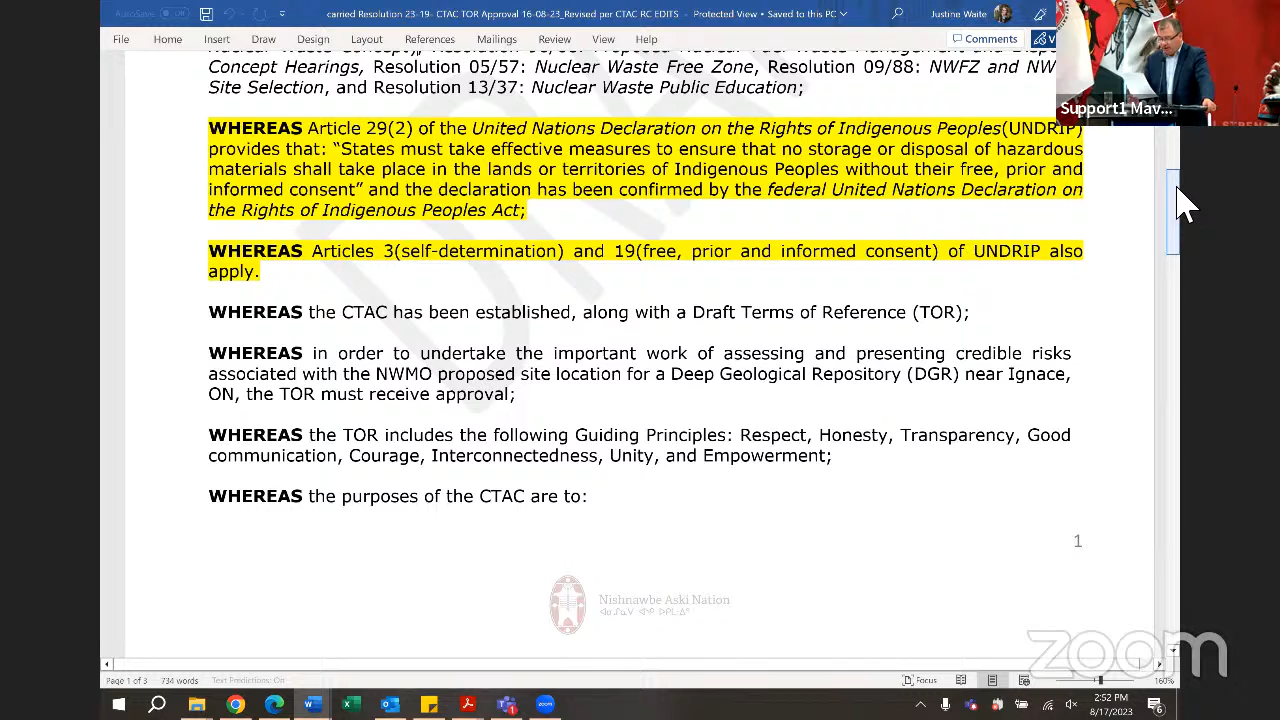 AutoSave Off carried Resolution 23-19- CTAC TOR Approval 16-08-23_Revised per CTAC RC EDITS - Protected View • Saved to this PC Justine Waite
File Home Insert Draw Design Layout References Mailings Review View Help Comments
Concept Hearings, Resolution 05/57: Nuclear Waste Free Zone, Resolution 09/88: NWFZ and NW
Site Selection, and Resolution 13/37: Nuclear Waste Public Education;
Support1 Mav...
WHEREAS Article 29(2) of the United Nations Declaration on the Rights of Indigenous Peoples(UNDRIP)
provides that: “States must take effective measures to ensure that no storage or disposal of hazardous
materials shall take place in the lands or territories of Indigenous Peoples without their free, prior and
informed consent” and the declaration has been confirmed by the federal United Nations Declaration on
the Rights of Indigenous Peoples Act;
WHEREAS Articles 3(self-determination) and 19(free, prior and informed consent) of UNDRIP also
apply.
WHEREAS the CTAC has been established, along with a Draft Terms of Reference (TOR);
WHEREAS in order to undertake the important work of assessing and presenting credible risks
associated with the NWMO proposed site location for a Deep Geological Repository (DGR) near Ignace,
ON, the TOR must receive approval;
WHEREAS the TOR includes the following Guiding Principles: Respect, Honesty, Transparency, Good
communication, Courage, Interconnectedness, Unity, and Empowerment;
WHEREAS the purposes of the CTAC are to:
1
Nishnawbe Aski Nation
zoom
Page 1 of 3 734 words Text Predictions: On Focus 160%
2:52 PM
8/17/2023